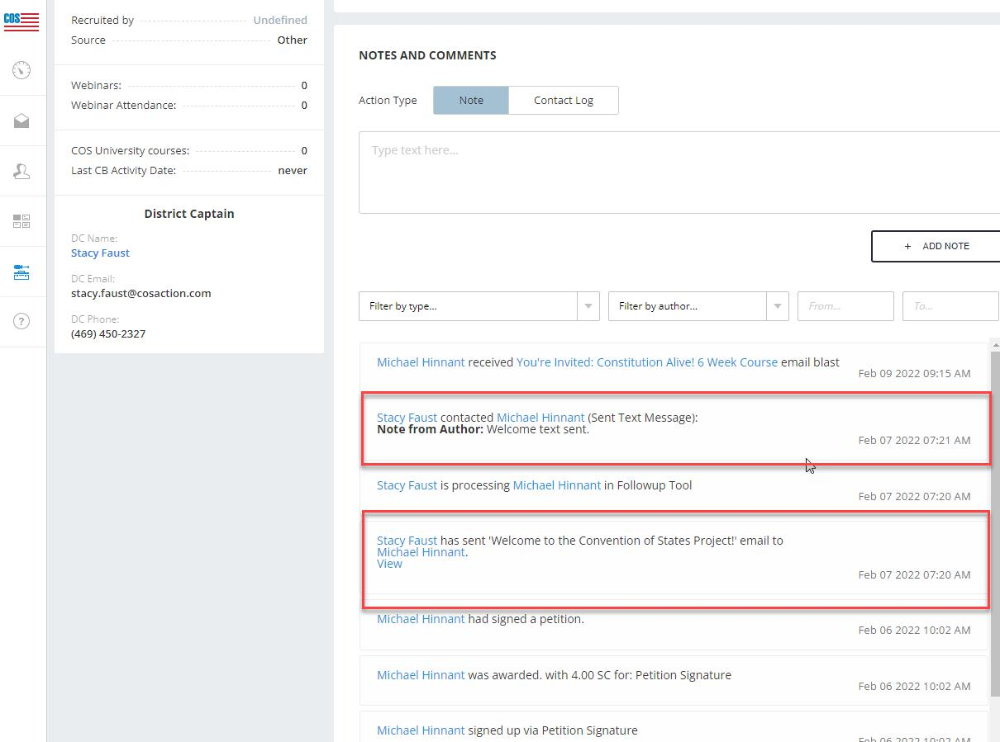 COS
Recruited by Undefined
Source Other
Webinars: 0
Webinar Attendance: 0
COS University courses: 0
Last CB Activity Date: never
District Captain
DC Name:
Stacy Faust
DC Email:
stacy.faust@cosaction.com
DC Phone:
(469) 450-2327
?
NOTES AND COMMENTS
Action Type Note Contact Log
Type text here...
+ ADD NOTE
Filter by type... Filter by author... From... To...
Michael Hinnant received You're Invited: Constitution Alive! 6 Week Course email blast
Feb 09 2022 09:15 AM
Stacy Faust contacted Michael Hinnant (Sent Text Message):
Note from Author: Welcome text sent.
Feb 07 2022 07:21 AM
Stacy Faust is processing Michael Hinnant in Followup Tool
Feb 07 2022 07:20 AM
Stacy Faust has sent 'Welcome to the Convention of States Project!' email to
Michael Hinnant.
View
Feb 07 2022 07:20 AM
Michael Hinnant had signed a petition.
Feb 06 2022 10:02 AM
Michael Hinnant was awarded. with 4.00 SC for: Petition Signature
Feb 06 2022 10:02 AM
Michael Hinnant signed up via Petition Signature
Feb 06 2022 10:02 AM